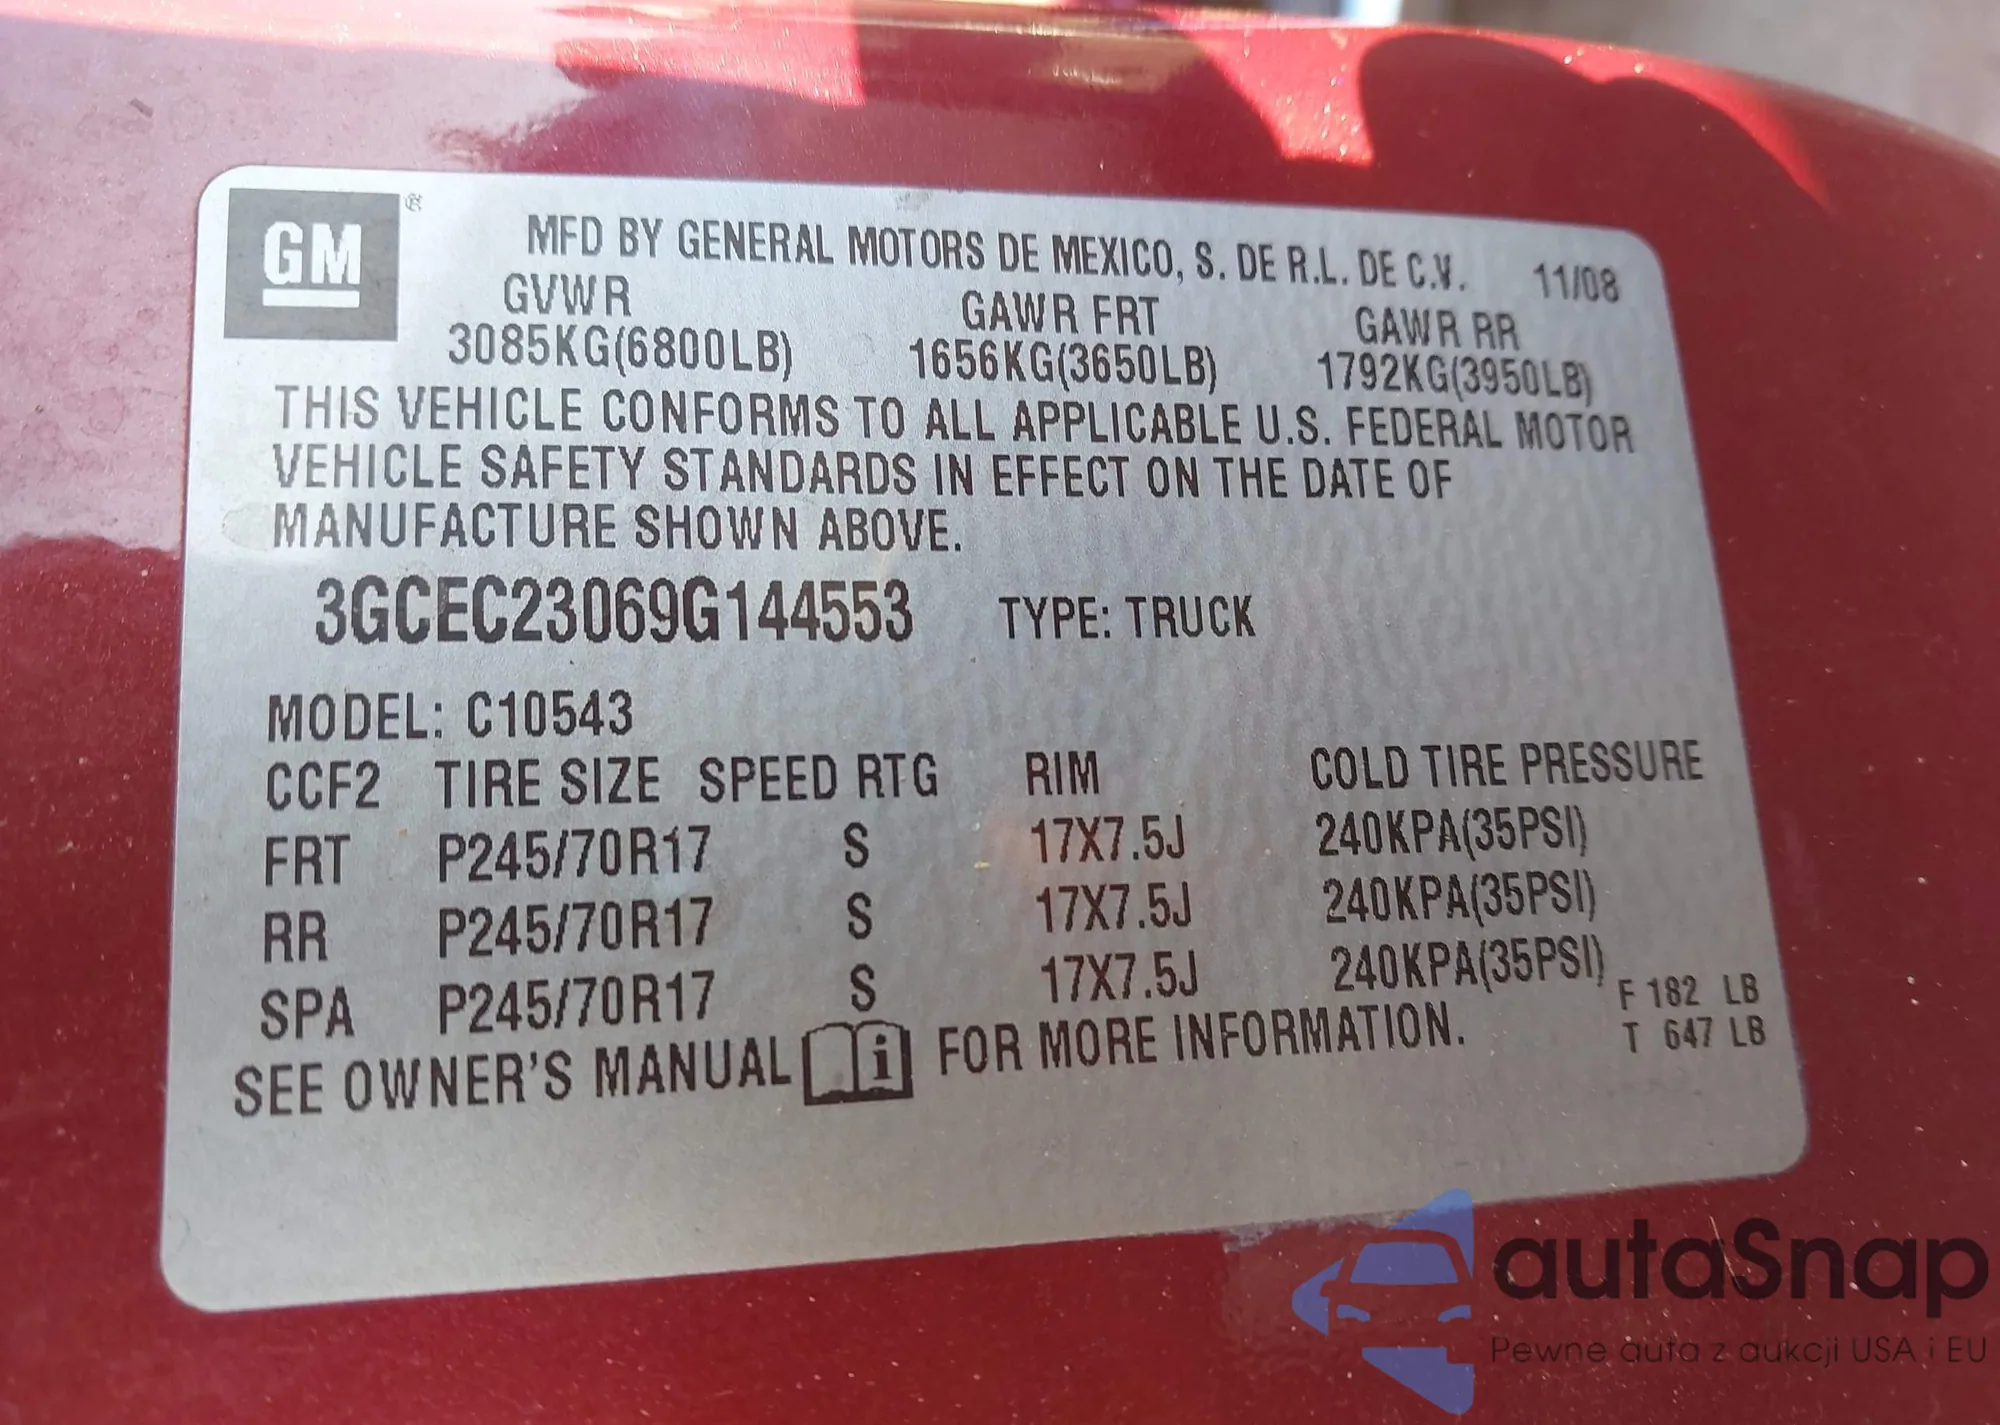 GM ®
MFD BY GENERAL MOTORS DE MEXICO, S. DE R.L. DE C.V. 11/08
GVWR GAWR FRT GAWR RR
3085KG(6800LB) 1656KG(3650LB) 1792KG(3950LB)
THIS VEHICLE CONFORMS TO ALL APPLICABLE U.S. FEDERAL MOTOR
VEHICLE SAFETY STANDARDS IN EFFECT ON THE DATE OF
MANUFACTURE SHOWN ABOVE.
3GCEC23069G144553 TYPE: TRUCK
MODEL: C10543
CCF2 TIRE SIZE SPEED RTG RIM COLD TIRE PRESSURE
FRT P245/70R17 S 17X7.5J 240KPA(35PSI)
RR P245/70R17 S 17X7.5J 240KPA(35PSI)
SPA P245/70R17 S 17X7.5J 240KPA(35PSI)
F 182 LB
T 647 LB
SEE OWNER'S MANUAL i FOR MORE INFORMATION.
autaSnap
Pewne auta z aukcji USA i EU